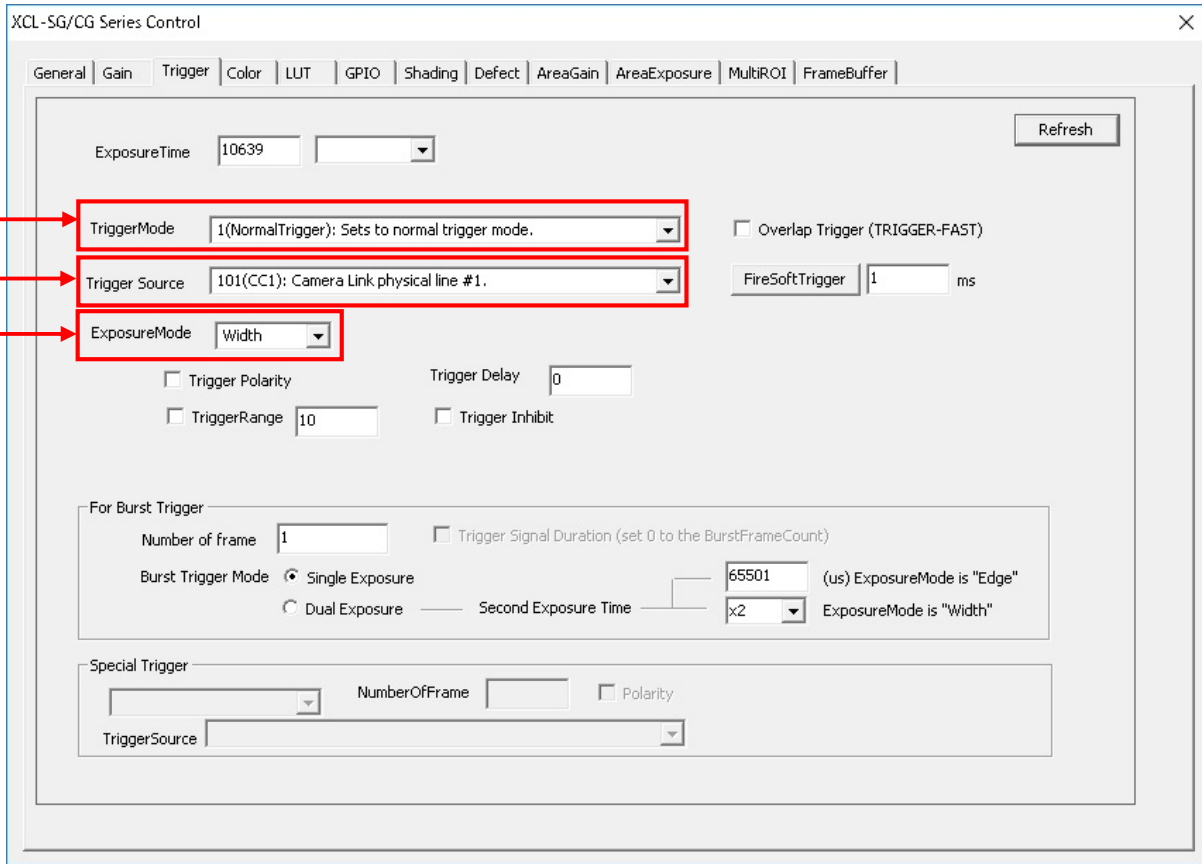 XCL-SG/CG Series Control
General Gain Trigger Color LUT GPIO Shading Defect AreaGain AreaExposure MultiROI FrameBuffer
Refresh
ExposureTime 10639
TriggerMode 1(NormalTrigger): Sets to normal trigger mode. Overlap Trigger (TRIGGER-FAST)
Trigger Source 101(CC1): Camera Link physical line #1. FireSoftTrigger 1 ms
ExposureMode Width
Trigger Polarity Trigger Delay 0
TriggerRange 10 Trigger Inhibit
For Burst Trigger
Number of frame 1 Trigger Signal Duration (set 0 to the BurstFrameCount)
Burst Trigger Mode Single Exposure 65501 (us) ExposureMode is "Edge"
Dual Exposure Second Exposure Time x2 ExposureMode is "Width"
Special Trigger
NumberOfFrame Polarity
TriggerSource